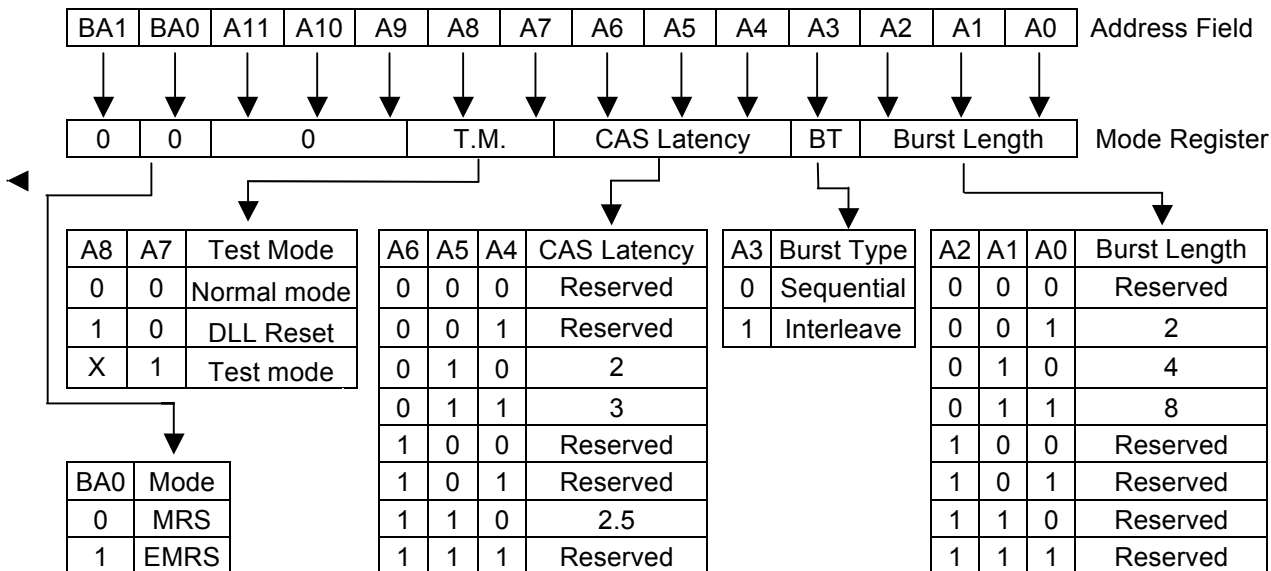 BA1 BA0 A11 A10 A9 A8 A7 A6 A5 A4 A3 A2 A1 A0 Address Field
0 0 0 T.M. CAS Latency BT Burst Length Mode Register
A8 A7 Test Mode
0 0 Normal mode
1 0 DLL Reset
X 1 Test mode
BA0 Mode
0 MRS
1 EMRS
A6 A5 A4 CAS Latency
0 0 0 Reserved
0 0 1 Reserved
0 1 0 2
0 1 1 3
1 0 0 Reserved
1 0 1 Reserved
1 1 0 2.5
1 1 1 Reserved
A3 Burst Type
0 Sequential
1 Interleave
A2 A1 A0 Burst Length
0 0 0 Reserved
0 0 1 2
0 1 0 4
0 1 1 8
1 0 0 Reserved
1 0 1 Reserved
1 1 0 Reserved
1 1 1 Reserved